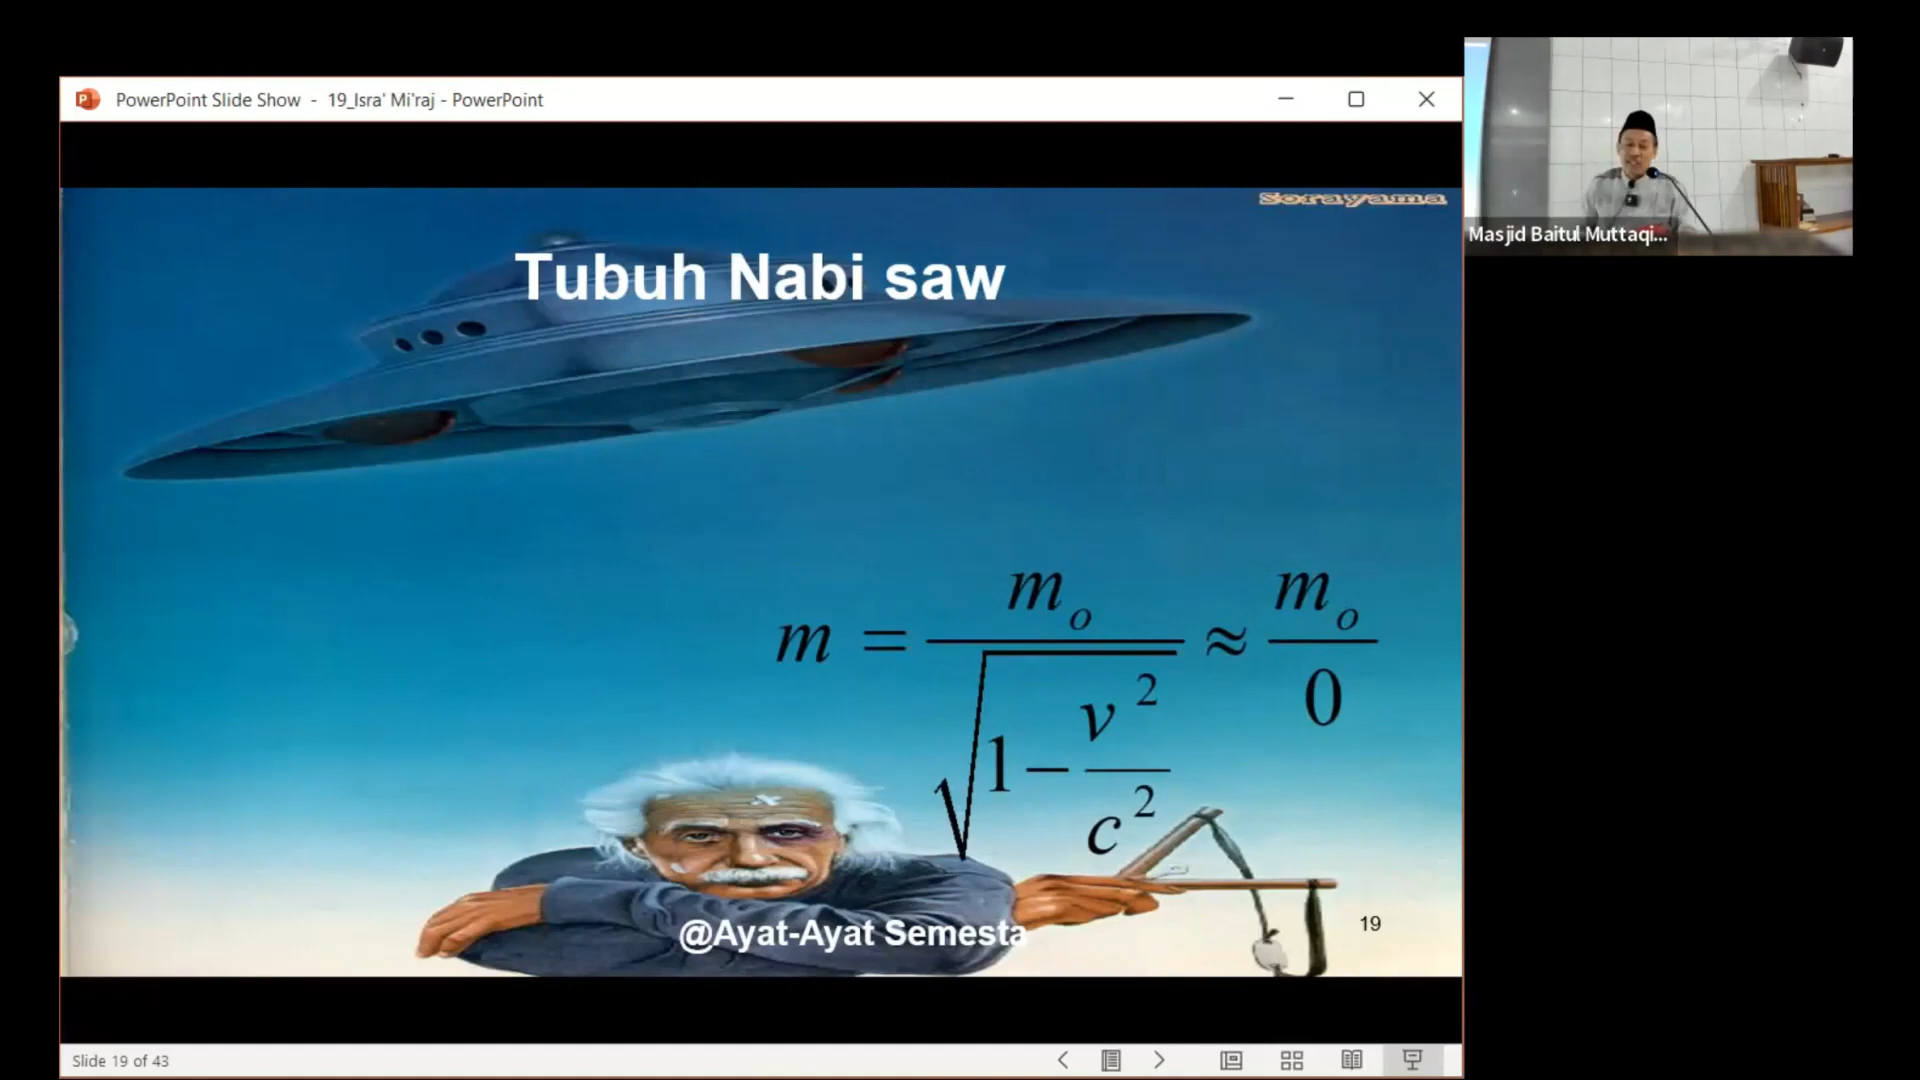 PowerPoint Slide Show - 19_Isra' Mi'raj - PowerPoint
Sorayama
Masjid Baitul Muttaqi...
Tubuh Nabi saw
m = m_o / √(1 − v²/c²) ≈ m_o / 0
@Ayat-Ayat Semesta
19
Slide 19 of 43